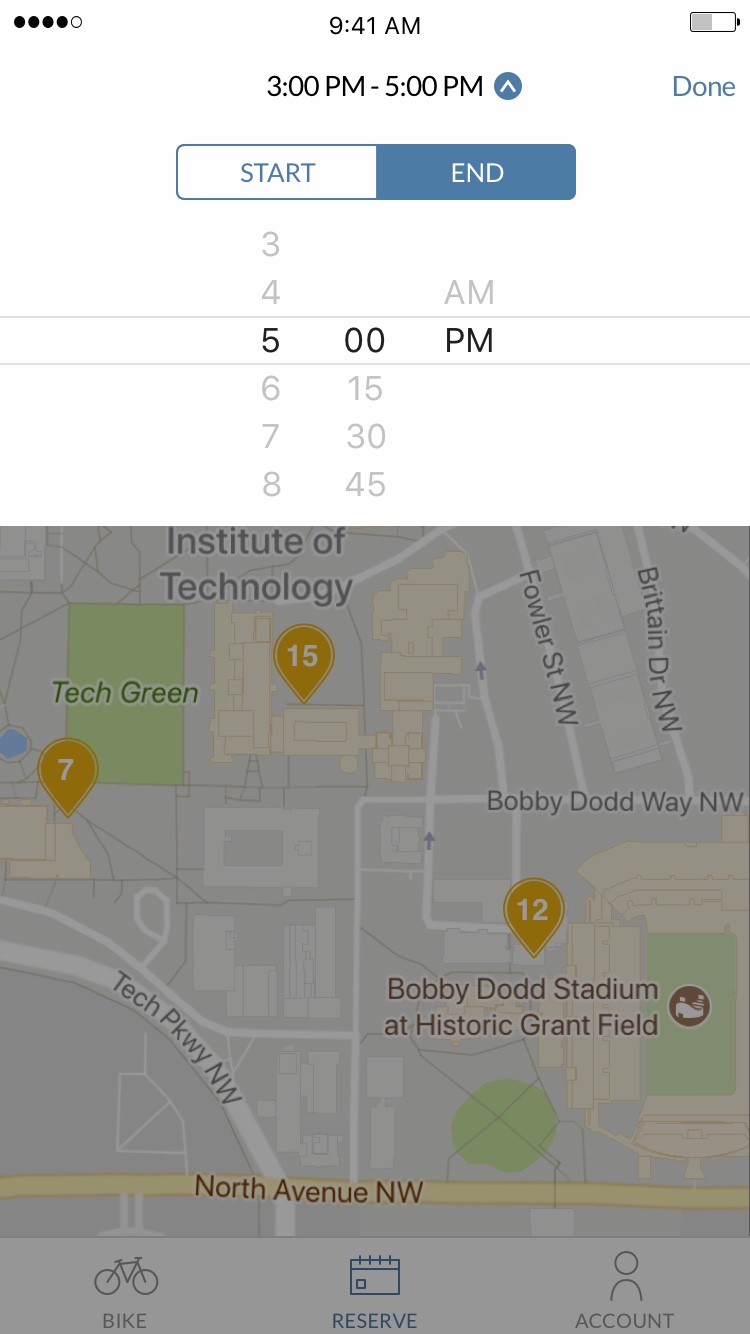 9:41 AM
3:00 PM - 5:00 PM
Done
START
END
3
4
AM
5
00
PM
6
15
7
30
8
45
Institute of
Technology
Fowler St NW
Brittain Dr NW
15
Tech Green
7
Bobby Dodd Way NW
12
Bobby Dodd Stadium
at Historic Grant Field
Tech Pkwy NW
North Avenue NW
BIKE
RESERVE
ACCOUNT